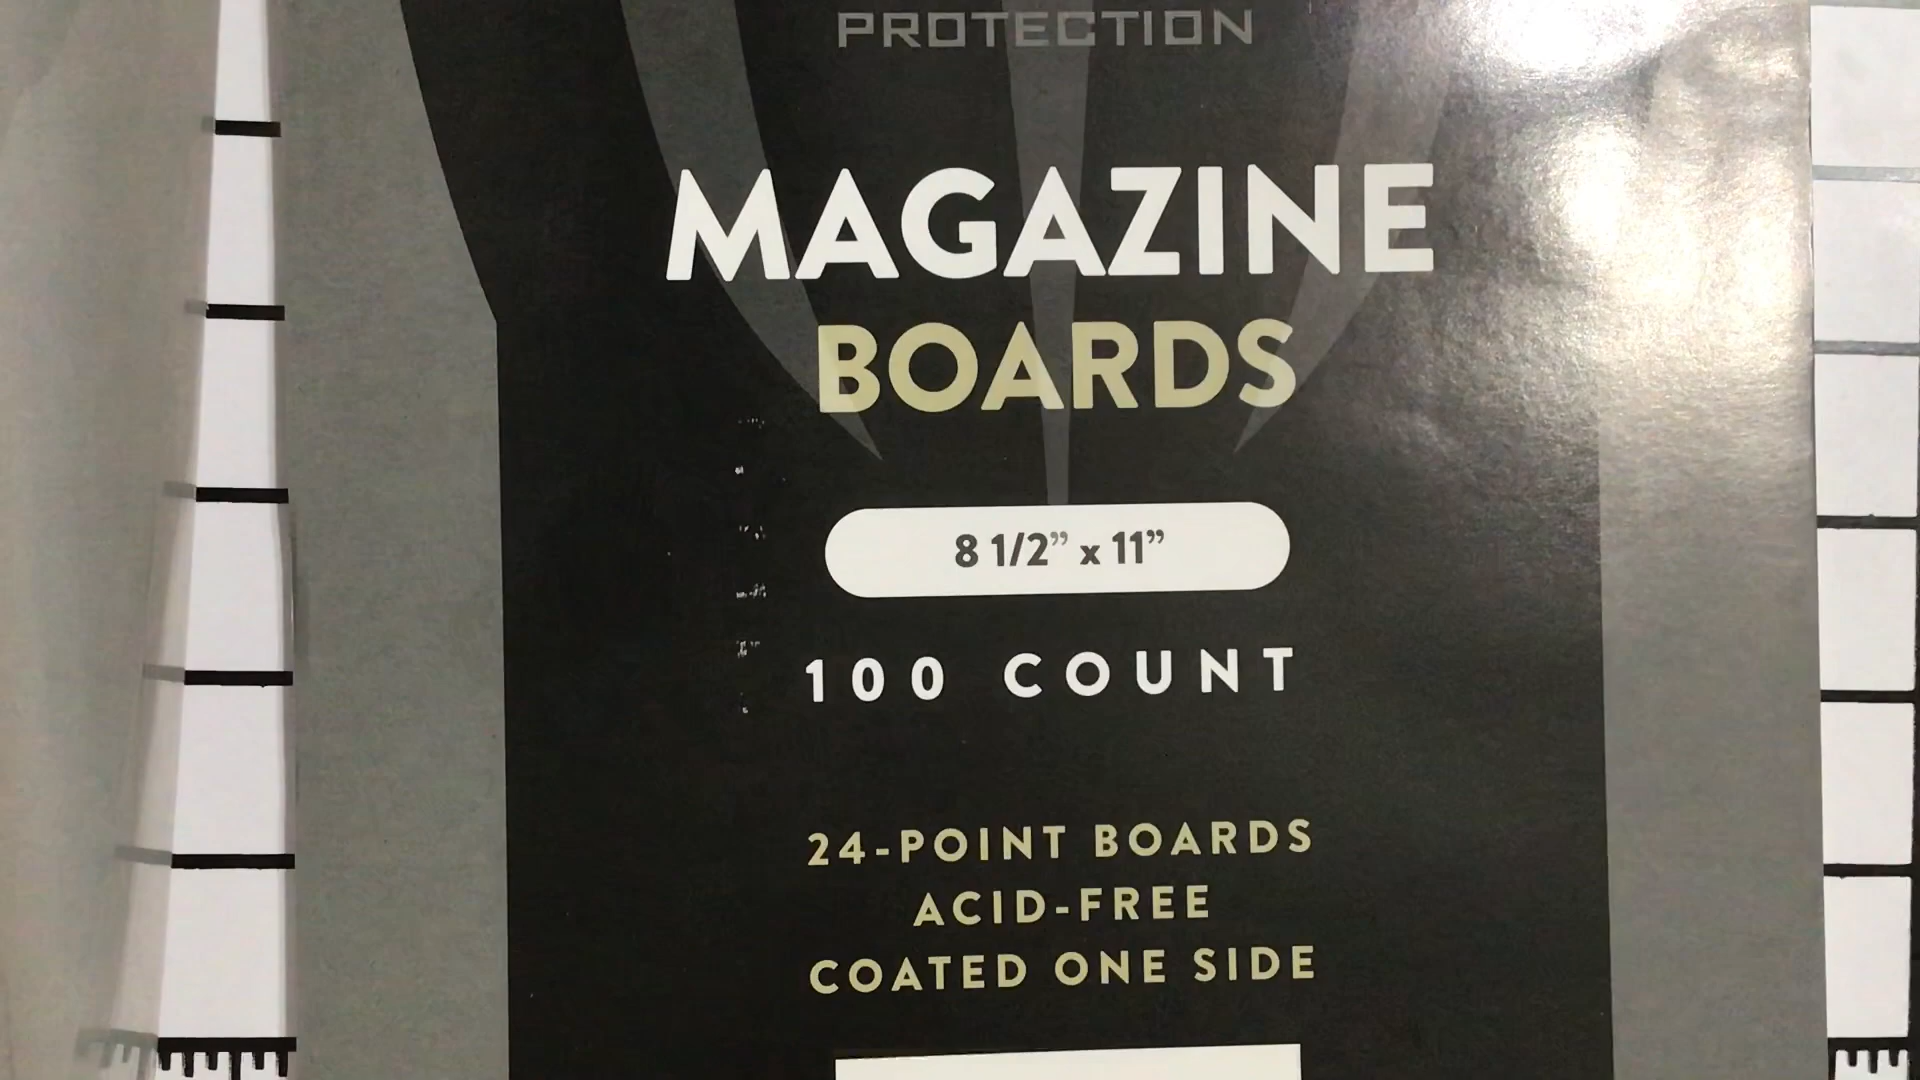 PROTECTION
MAGAZINE
BOARDS
8 1/2” x 11”
100 COUNT
24-POINT BOARDS
ACID-FREE
COATED ONE SIDE